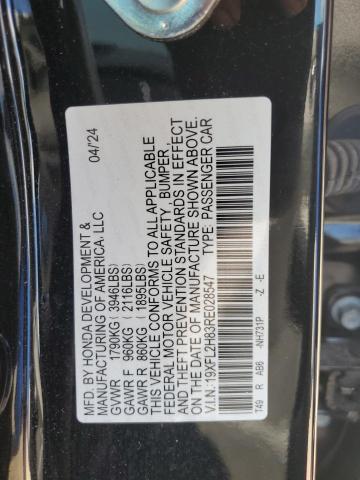 MFD. BY HONDA DEVELOPMENT &
MANUFACTURING OF AMERICA, LLC 04/24
GVWR 1790KG ( 3946LBS)
GAWR F 960KG ( 2116LBS)
GAWR R 860KG ( 1896LBS)
THIS VEHICLE CONFORMS TO ALL APPLICABLE
FEDERAL MOTOR VEHICLE SAFETY, BUMPER,
AND THEFT PREVENTION STANDARDS IN EFFECT
ON THE DATE OF MANUFACTURE SHOWN ABOVE.
V.I.N.: 19XFL2H83RE028547 TYPE: PASSENGER CAR
T49 R AB6 -NH731P -Z -E